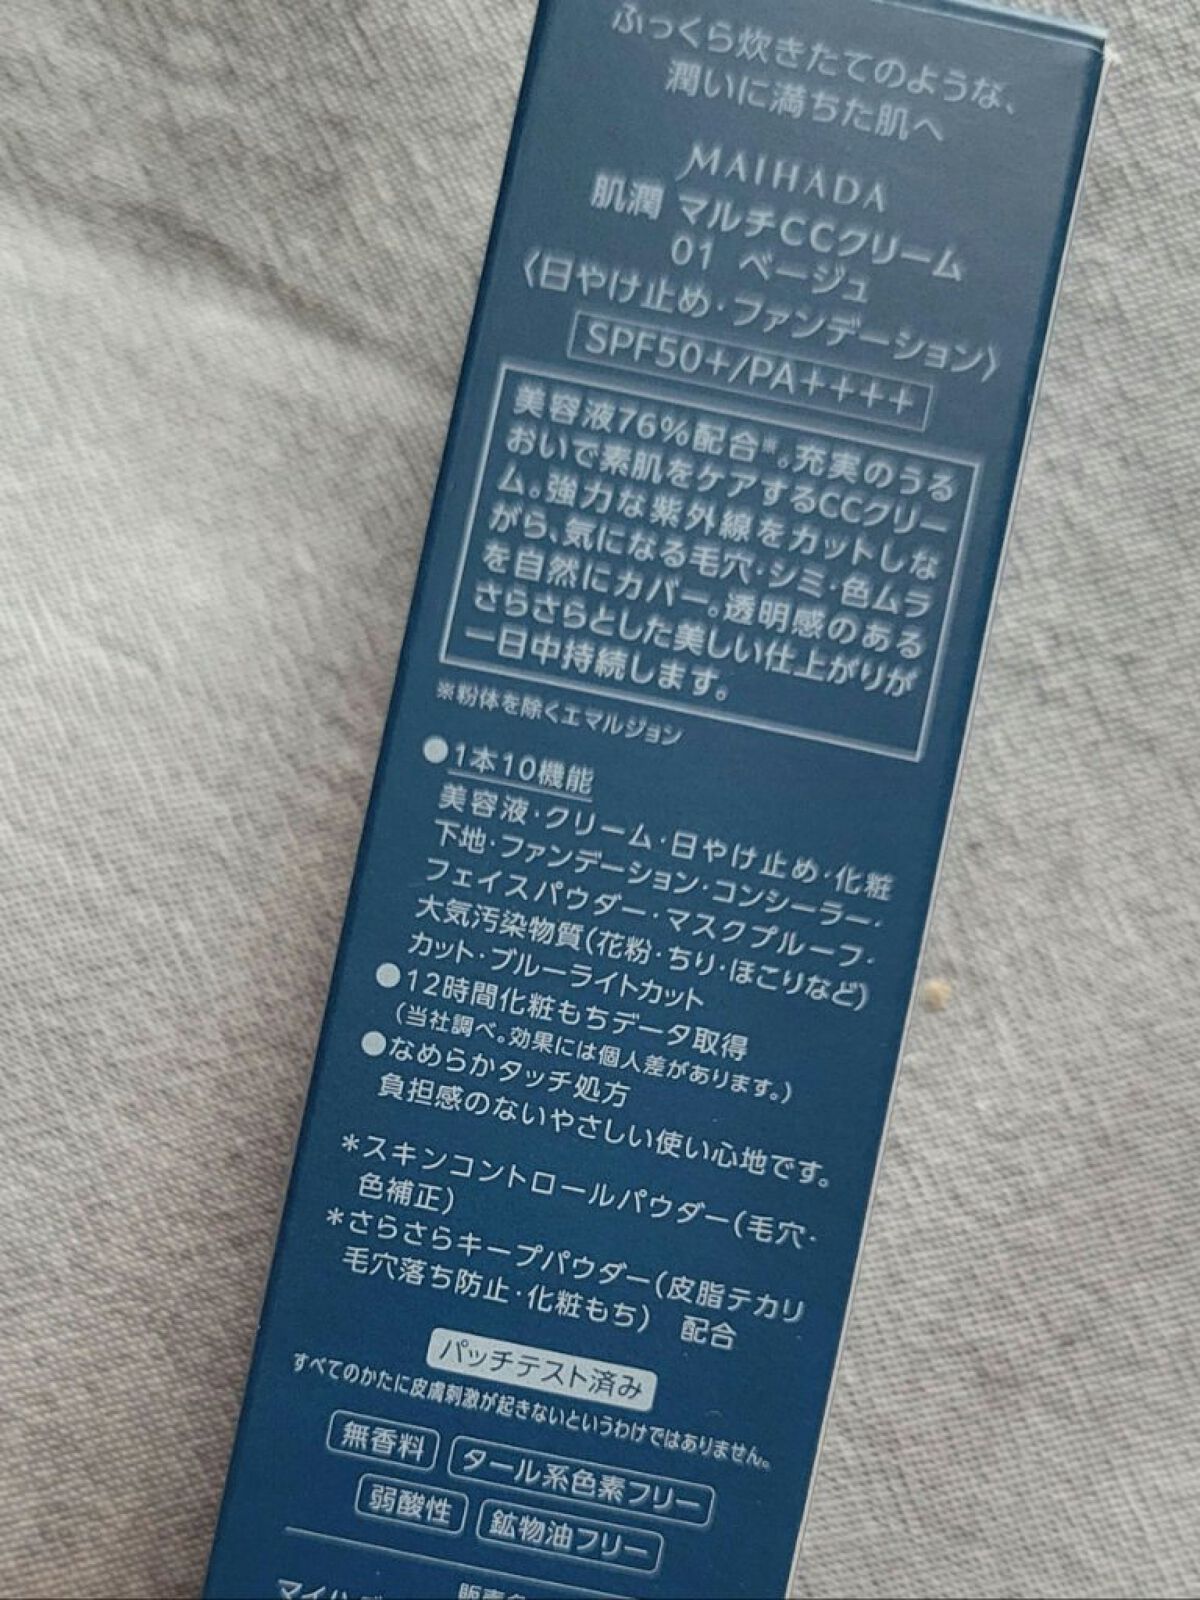 ふっくら炊きたてのような、
潤いに満ちた肌へ
MAIHADA
肌潤 マルチCCクリーム
01 ベージュ
〈日やけ止め・ファンデーション〉
SPF50+/PA++++
美容液76%配合※。充実のうる
おいで素肌をケアするCCクリー
ム。強力な紫外線をカットしな
がら、気になる毛穴・シミ・色ムラ
を自然にカバー。透明感のある
さらさらとした美しい仕上がりが
一日中持続します。
※粉体を除くエマルジョン
●1本10機能
美容液・クリーム・日やけ止め・化粧
下地・ファンデーション・コンシーラー・
フェイスパウダー・マスクプルーフ・
大気汚染物質(花粉・ちり・ほこりなど)
カット・ブルーライトカット
●12時間化粧もちデータ取得
(当社調べ。効果には個人差があります。)
●なめらかタッチ処方
負担感のないやさしい使い心地です。
*スキンコントロールパウダー(毛穴・
色補正)
*さらさらキープパウダー(皮脂テカリ
毛穴落ち防止・化粧もち) 配合
パッチテスト済み
すべてのかたに皮膚刺激が起きないというわけではありません。
無香料 タール系色素フリー
弱酸性 鉱物油フリー